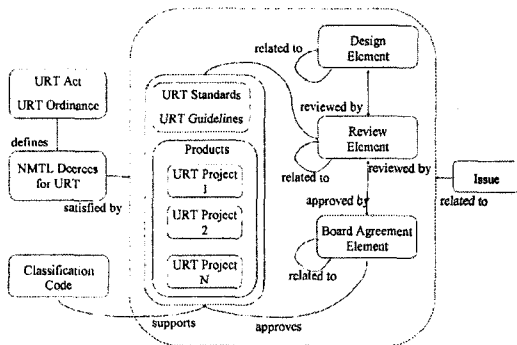 URT Act
URT Ordinance
defines
NMTL Decrees
for URT
satisfied by
Classification
Code
supports
URT Standards
URT Guidelines
Products
URT Project
1
URT Project
2
URT Project
N
approves
related to
Design
Element
reviewed by
Review
Element
related to
reviewed by
approved by
Board Agreement
Element
related to
Issue
related to